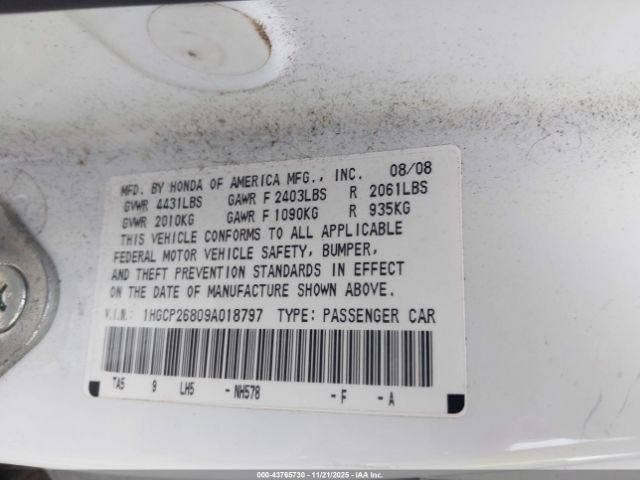 MFD. BY HONDA OF AMERICA MFG., INC. 08/08
GVWR 4431LBS GAWR F 2403LBS R 2061LBS
GVWR 2010KG GAWR F 1090KG R 935KG
THIS VEHICLE CONFORMS TO ALL APPLICABLE
FEDERAL MOTOR VEHICLE SAFETY, BUMPER,
AND THEFT PREVENTION STANDARDS IN EFFECT
ON THE DATE OF MANUFACTURE SHOWN ABOVE.
V.I.N.: 1HGCP26809A018797 TYPE: PASSENGER CAR
TA5 9 LH5 - NH578 - F - A
000-43765730 - 11/21/2025 - IAAI.COM